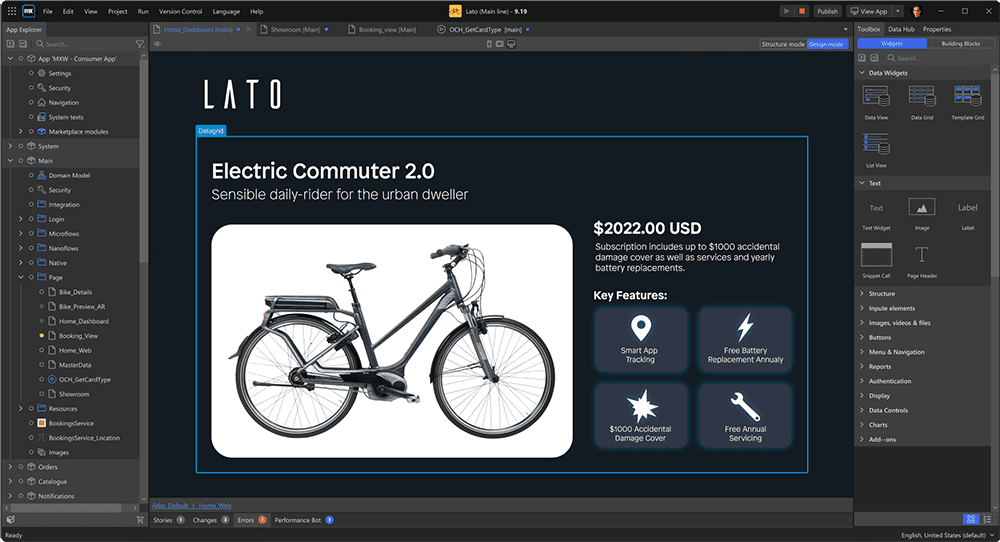 mx File Edit View Project Run Version Control Language Help
Lato (Main line) - 9.19
Publish View App
App Explorer
Home_Dashboard [main]
Showroom [Main]
Booking_view [Main]
OCH_GetCardType [main]
Toolbox Data Hub Properties
Search...
Structure mode Design mode
Widgets Building Blocks
Search...
App 'MXW - Consumer App'
Settings
Security
Navigation
System texts
Marketplace modules
System
Main
Domain Model
Security
Integration
Login
Microflows
Nanoflows
Native
Page
Bike_Details
Bike_Preview_AR
Home_Dashboard
Booking_View
Home_Web
MasterData
OCH_GetCardType
Showroom
Resources
BookingsService
BookingsService_Location
Images
Orders
Catalogue
Notifications
LATO
Datagrid
Electric Commuter 2.0
Sensible daily-rider for the urban dweller
$2022.00 USD
Subscription includes up to $1000 accidental
damage cover as well as services and yearly
battery replacements.
Key Features:
Smart App
Tracking
Free Battery
Replacement Annualy
$1000 Accidental
Damage Cover
Free Annual
Servicing
Data Widgets
Data View
Data Grid
Template Grid
List View
Text
Text
Label
Text Widget
Image
Label
Snippet Call
Page Header
Structure
Inpute elements
Images, videos & files
Buttons
Menu & Navigation
Reports
Authentication
Display
Data Controls
Charts
Add--ons
Atlas_Default > Home_Web
Stories 1 Changes 3 Errors 1 Performance Bot 3
Ready
English, United States (default)